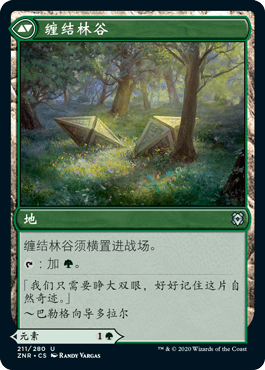 缠结林谷
地
缠结林谷须横置进战场。
：加。
「我们只需要睁大双眼，好好记住这片自然奇迹。」
～巴勒格向导多拉尔
元素 1
211/280 U
ZNR • CS RANDY VARGAS
™ & © 2020 Wizards of the Coast